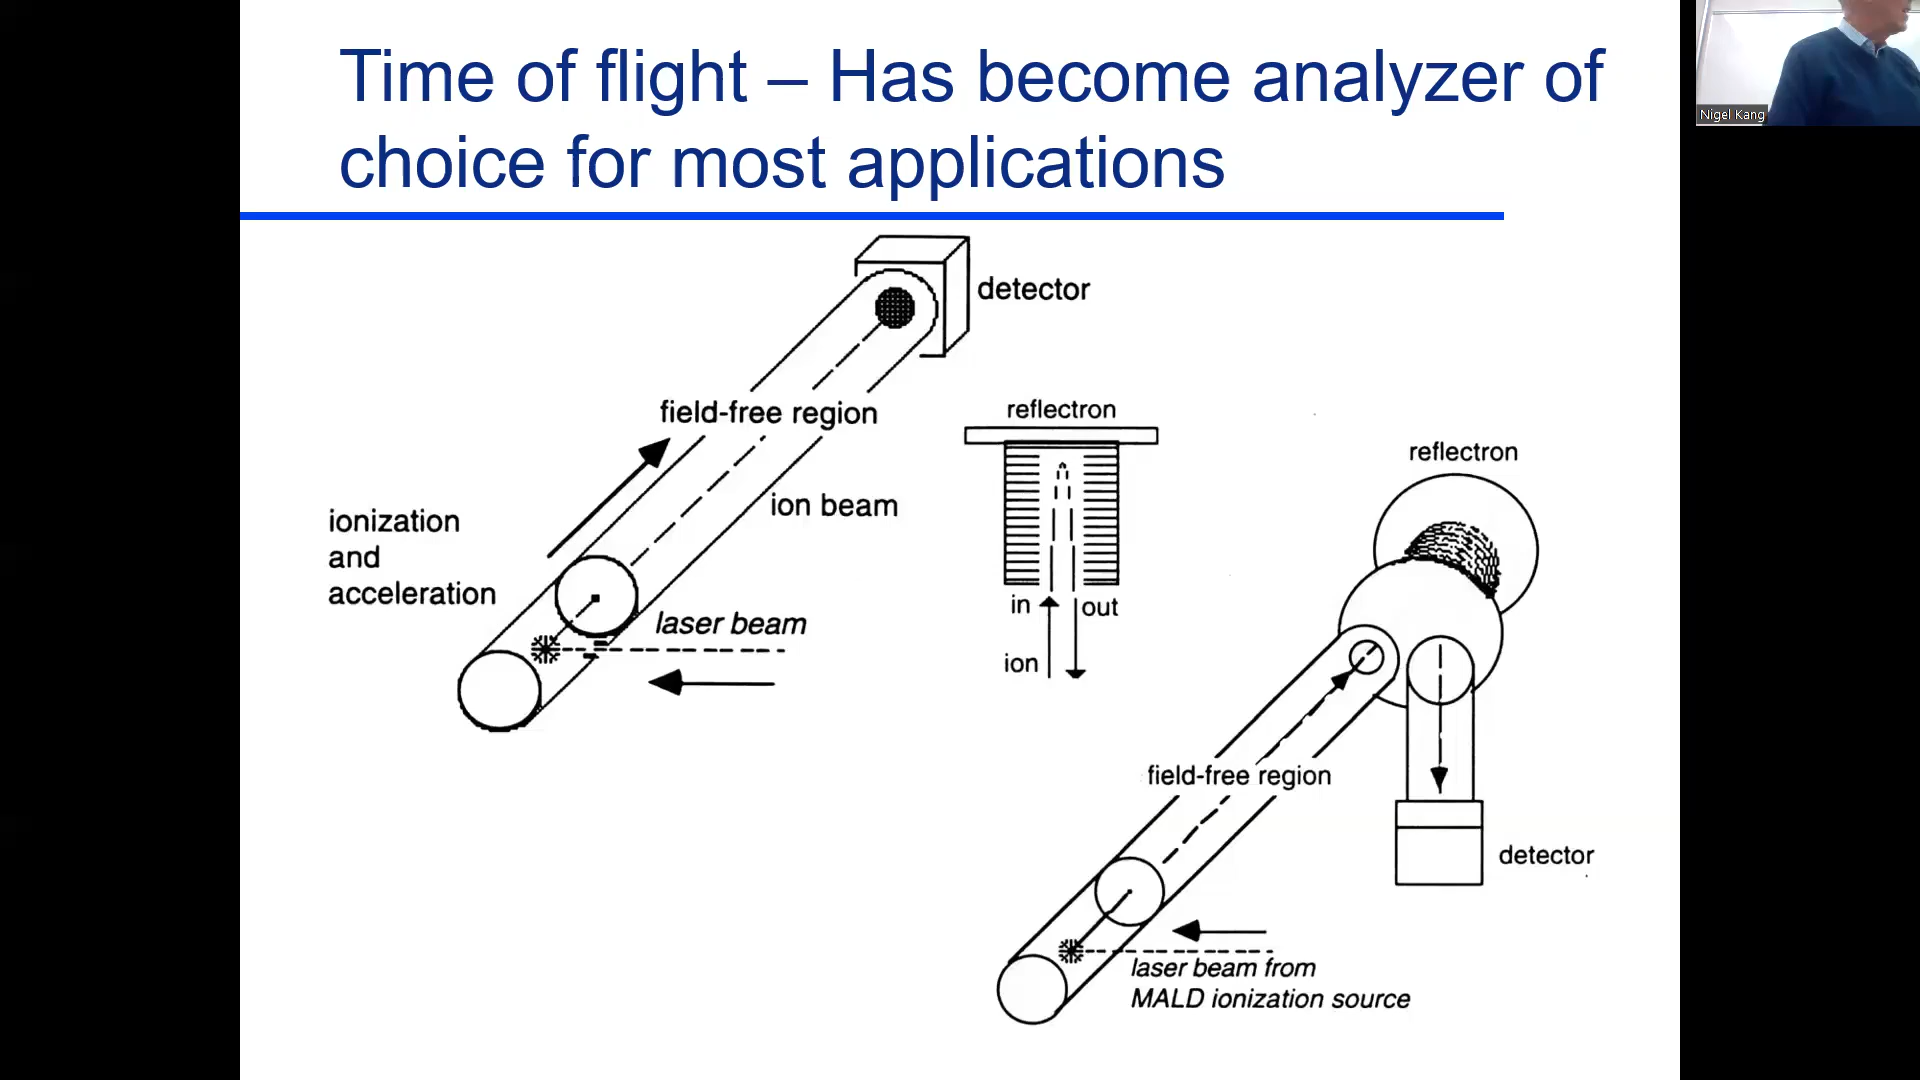 Time of flight – Has become analyzer of
choice for most applications
Nigel Kang
detector
field-free region
ion beam
ionization
and
acceleration
laser beam
reflectron
in
out
ion
reflectron
field-free region
detector
laser beam from
MALD ionization source